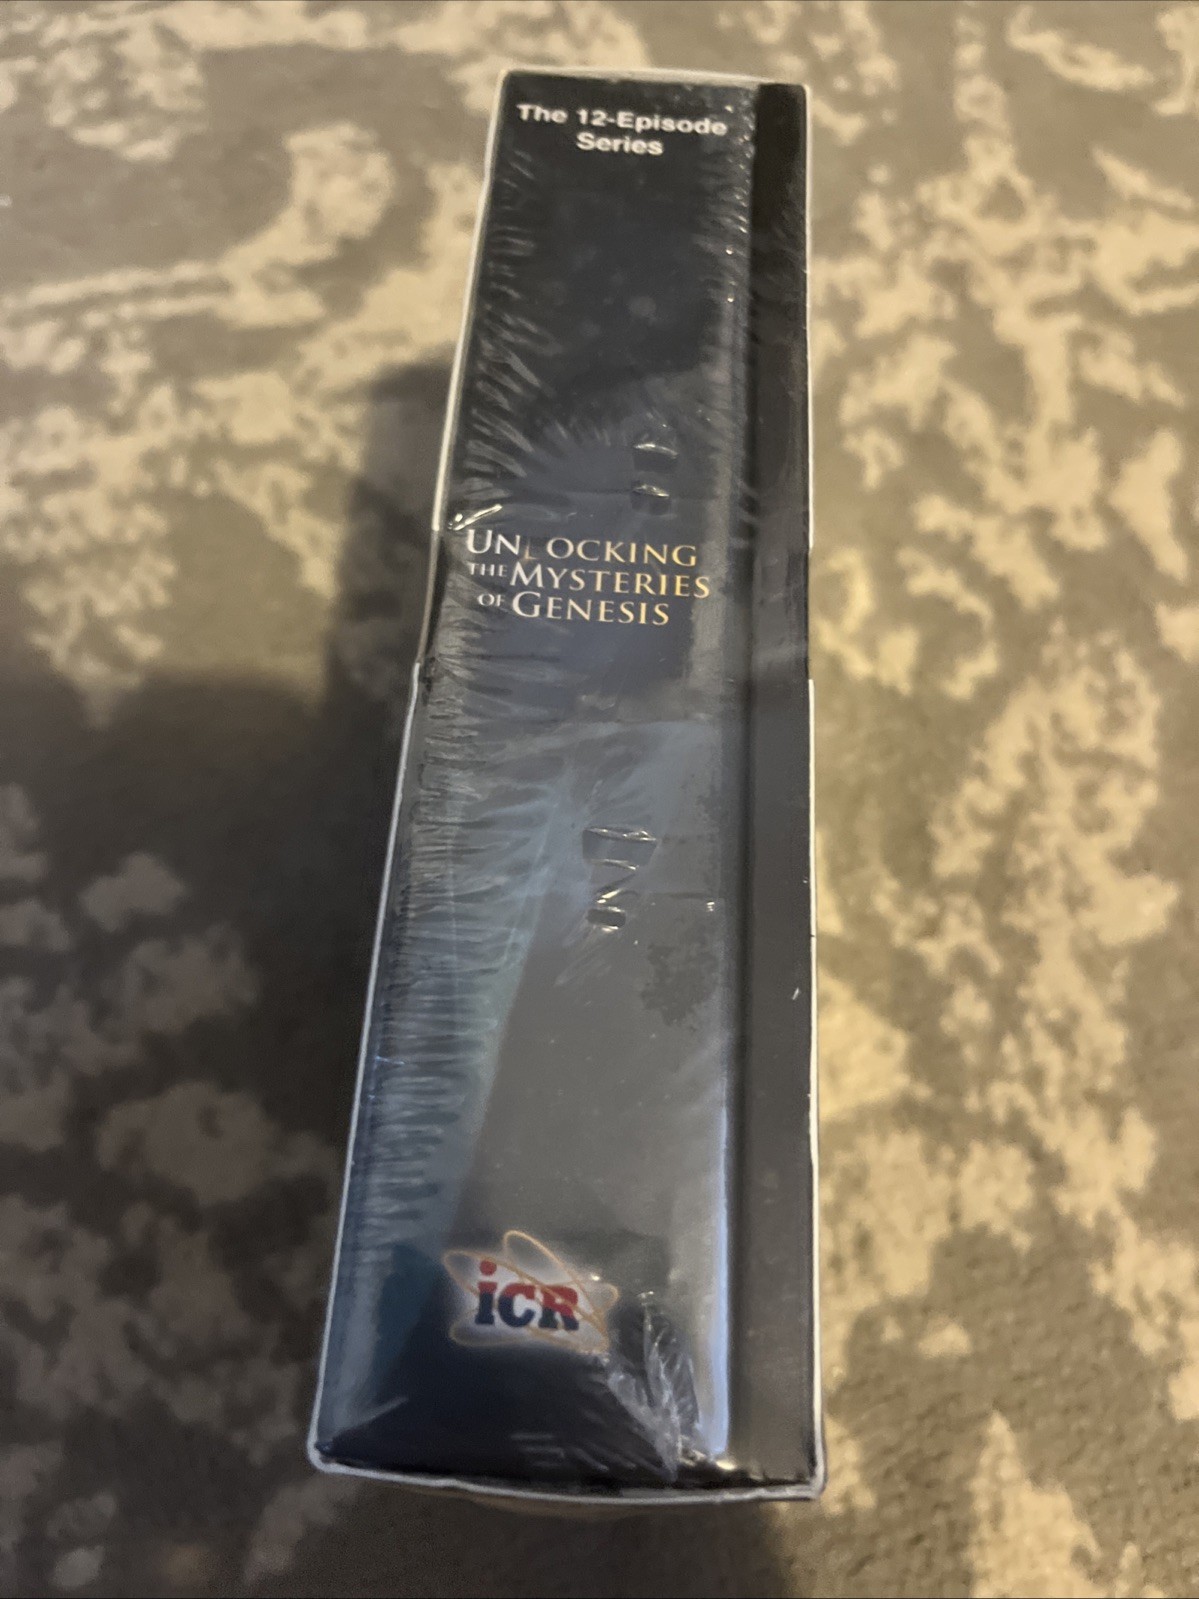 The 12-Episode
Series
UNLOCKING
THE MYSTERIES
OF GENESIS
iCR